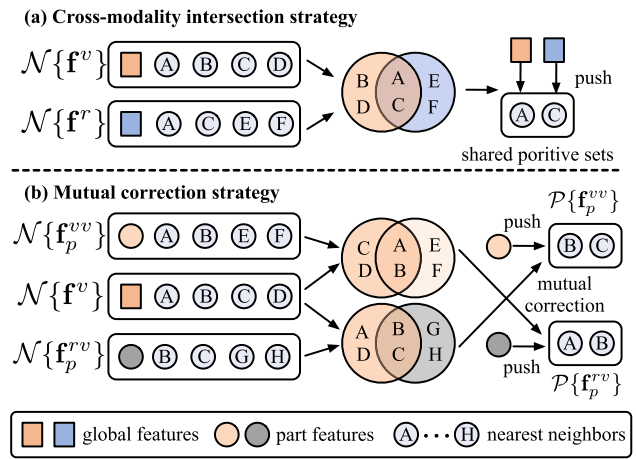 (a) Cross-modality intersection strategy
𝒩{f^v} A B C D
B A E
D C F
push
𝒩{f^r} A C E F
A C
shared poritive sets
(b) Mutual correction strategy
𝒫{f_p^{vv}}
𝒩{f_p^{vv}} A B E F
push
C A E
D B F
B C
𝒩{f^v} A B C D
mutual
correction
A B G
D C H
A B
𝒩{f_p^{rv}} B C G H
push
𝒫{f_p^{rv}}
global features part features A ··· H nearest neighbors